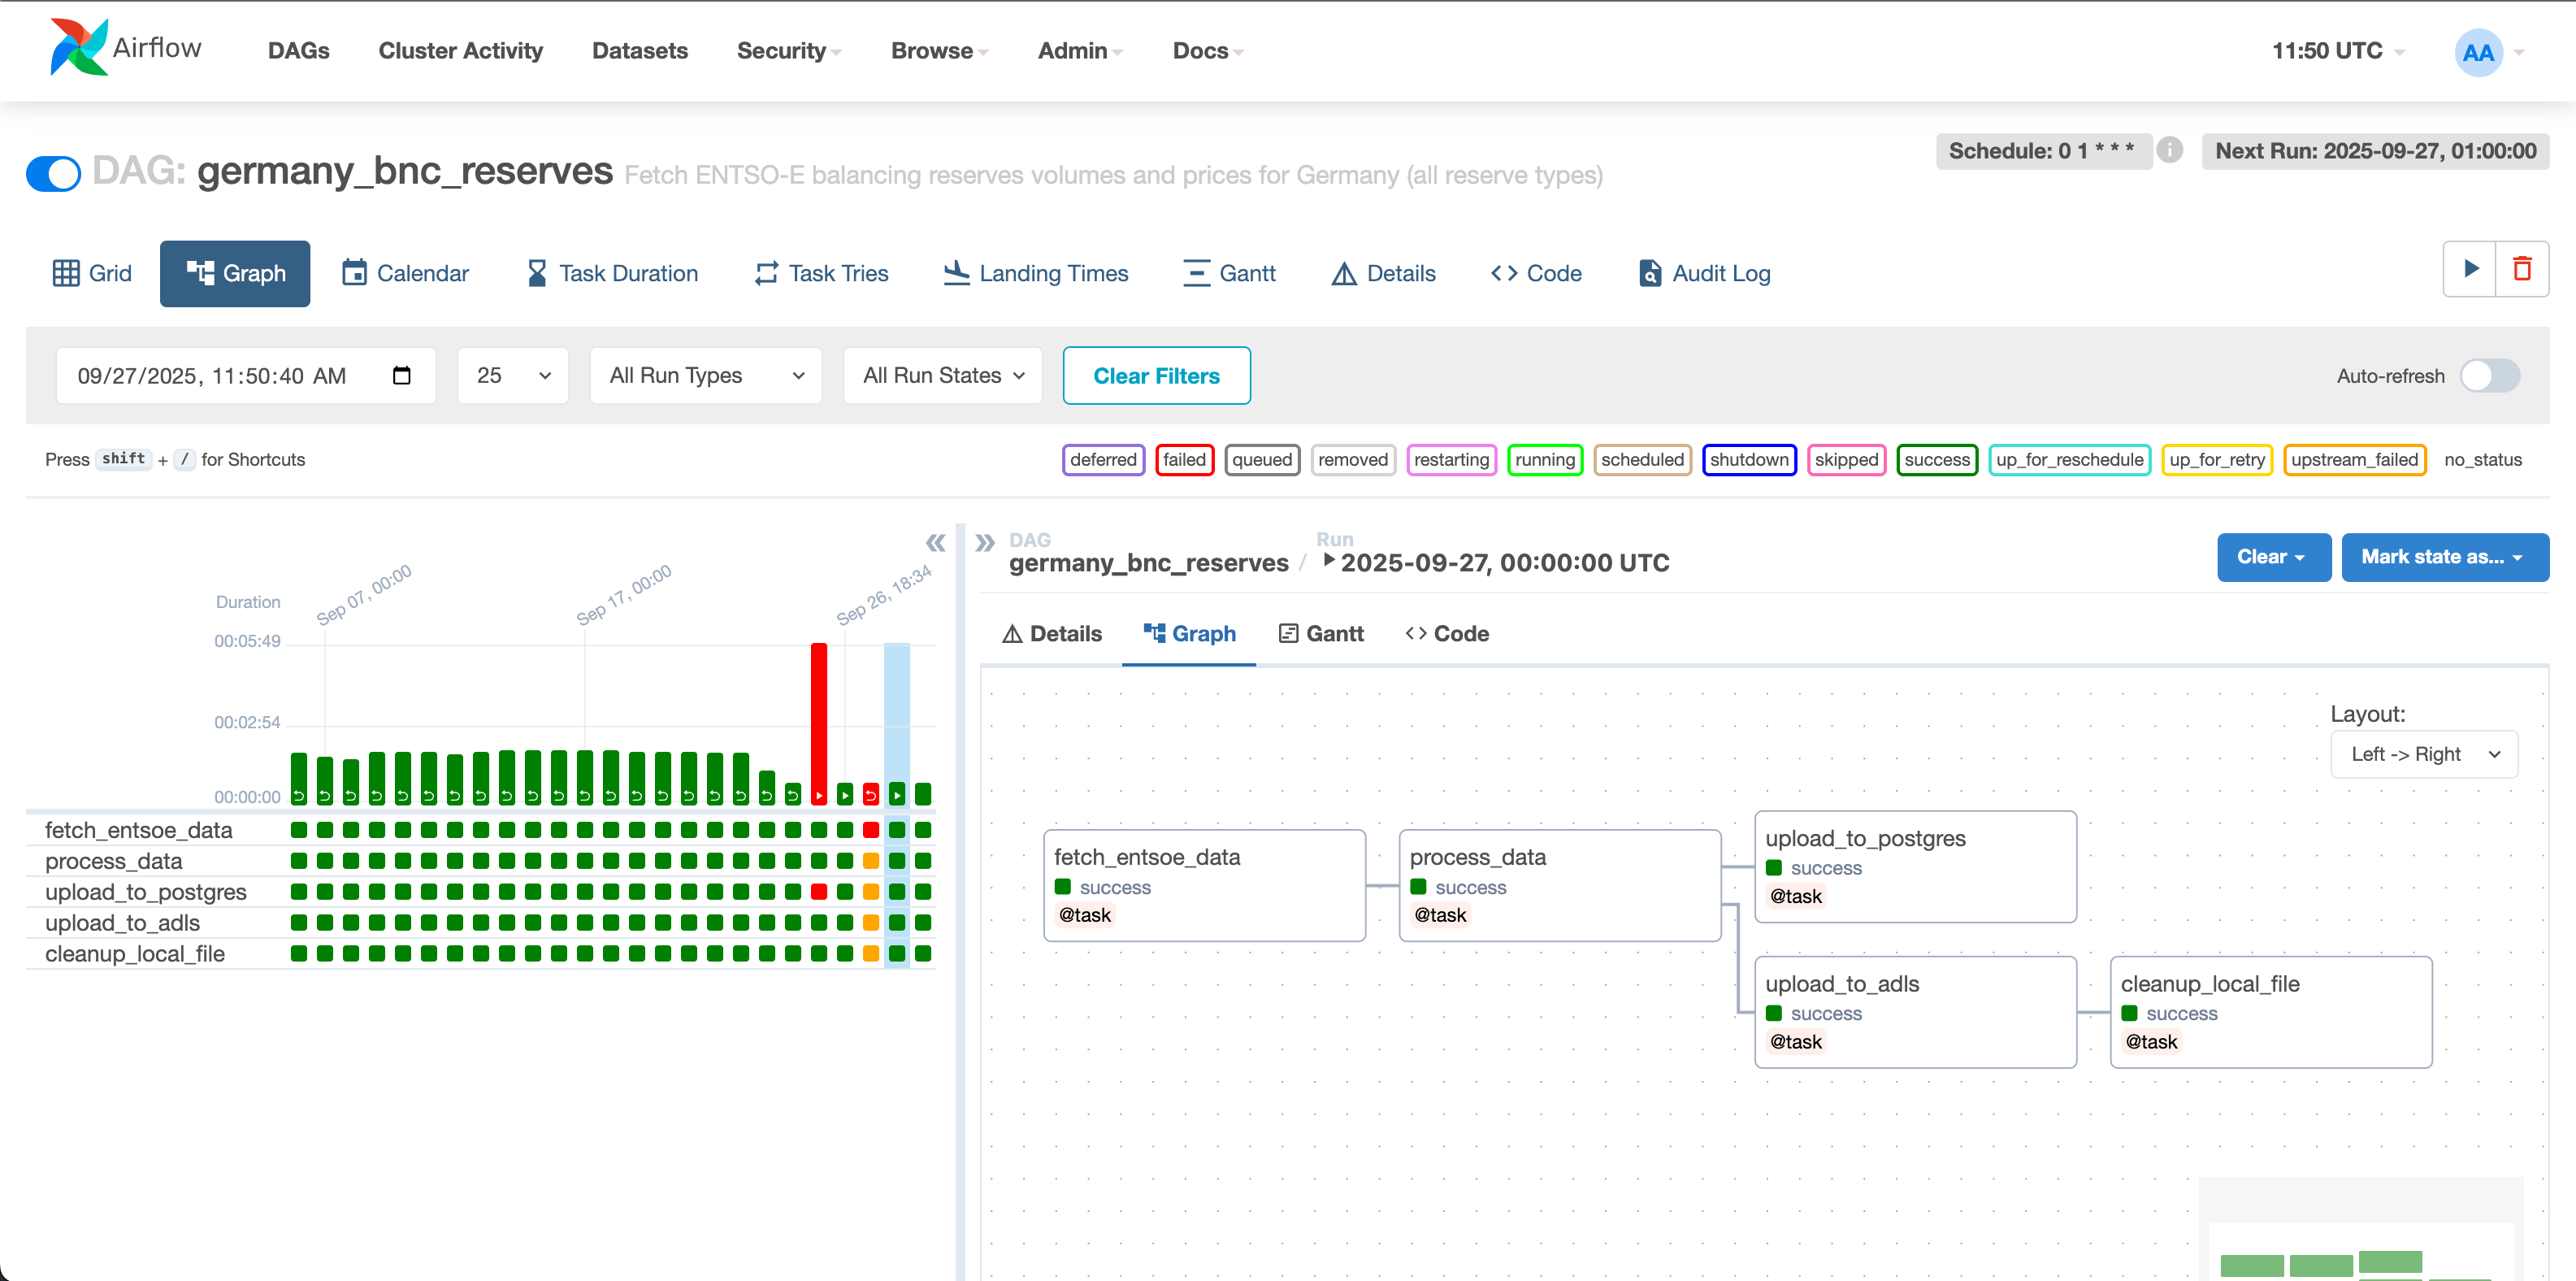 Airflow DAGs Cluster Activity Datasets Security Browse Admin Docs 11:50 UTC AA
DAG: germany_bnc_reserves Fetch ENTSO-E balancing reserves volumes and prices for Germany (all reserve types) Schedule: 0 1 * * * i Next Run: 2025-09-27, 01:00:00
Grid Graph Calendar Task Duration Task Tries Landing Times Gantt Details Code Audit Log
09/27/2025, 11:50:40 AM 25 All Run Types All Run States Clear Filters Auto-refresh
Press shift + / for Shortcuts deferred failed queued removed restarting running scheduled shutdown skipped success up_for_reschedule up_for_retry upstream_failed no_status
Duration
Sep 07, 00:00
Sep 17, 00:00
Sep 26, 18:34
00:05:49
00:02:54
00:00:00
fetch_entsoe_data
process_data
upload_to_postgres
upload_to_adls
cleanup_local_file
DAG Run
germany_bnc_reserves / 2025-09-27, 00:00:00 UTC
Clear Mark state as...
Details Graph Gantt Code
Layout:
Left -> Right
fetch_entsoe_data
success
@task
process_data
success
@task
upload_to_postgres
success
@task
upload_to_adls
success
@task
cleanup_local_file
success
@task